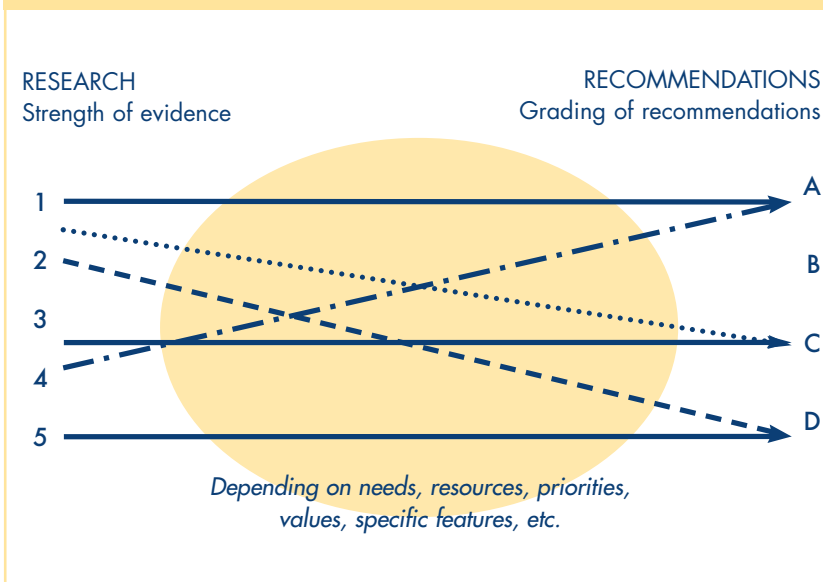 RESEARCH
Strength of evidence
RECOMMENDATIONS
Grading of recommendations
1
2
3
4
5
A
B
C
D
Depending on needs, resources, priorities,
values, specific features, etc.